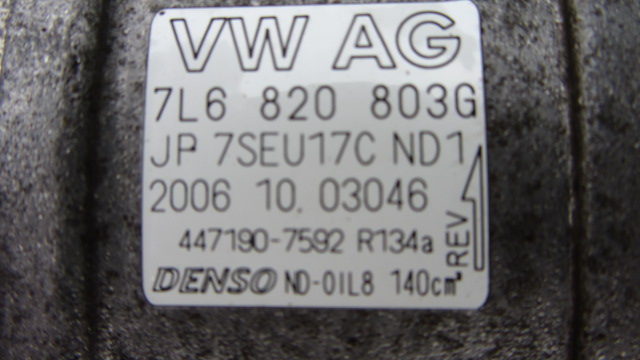 VW AG
7L6 820 803G
JP 7SEU17C ND1
2006 10. 03046
447190-7592 R134a
DENSO ND-OIL8 140cm³
REV